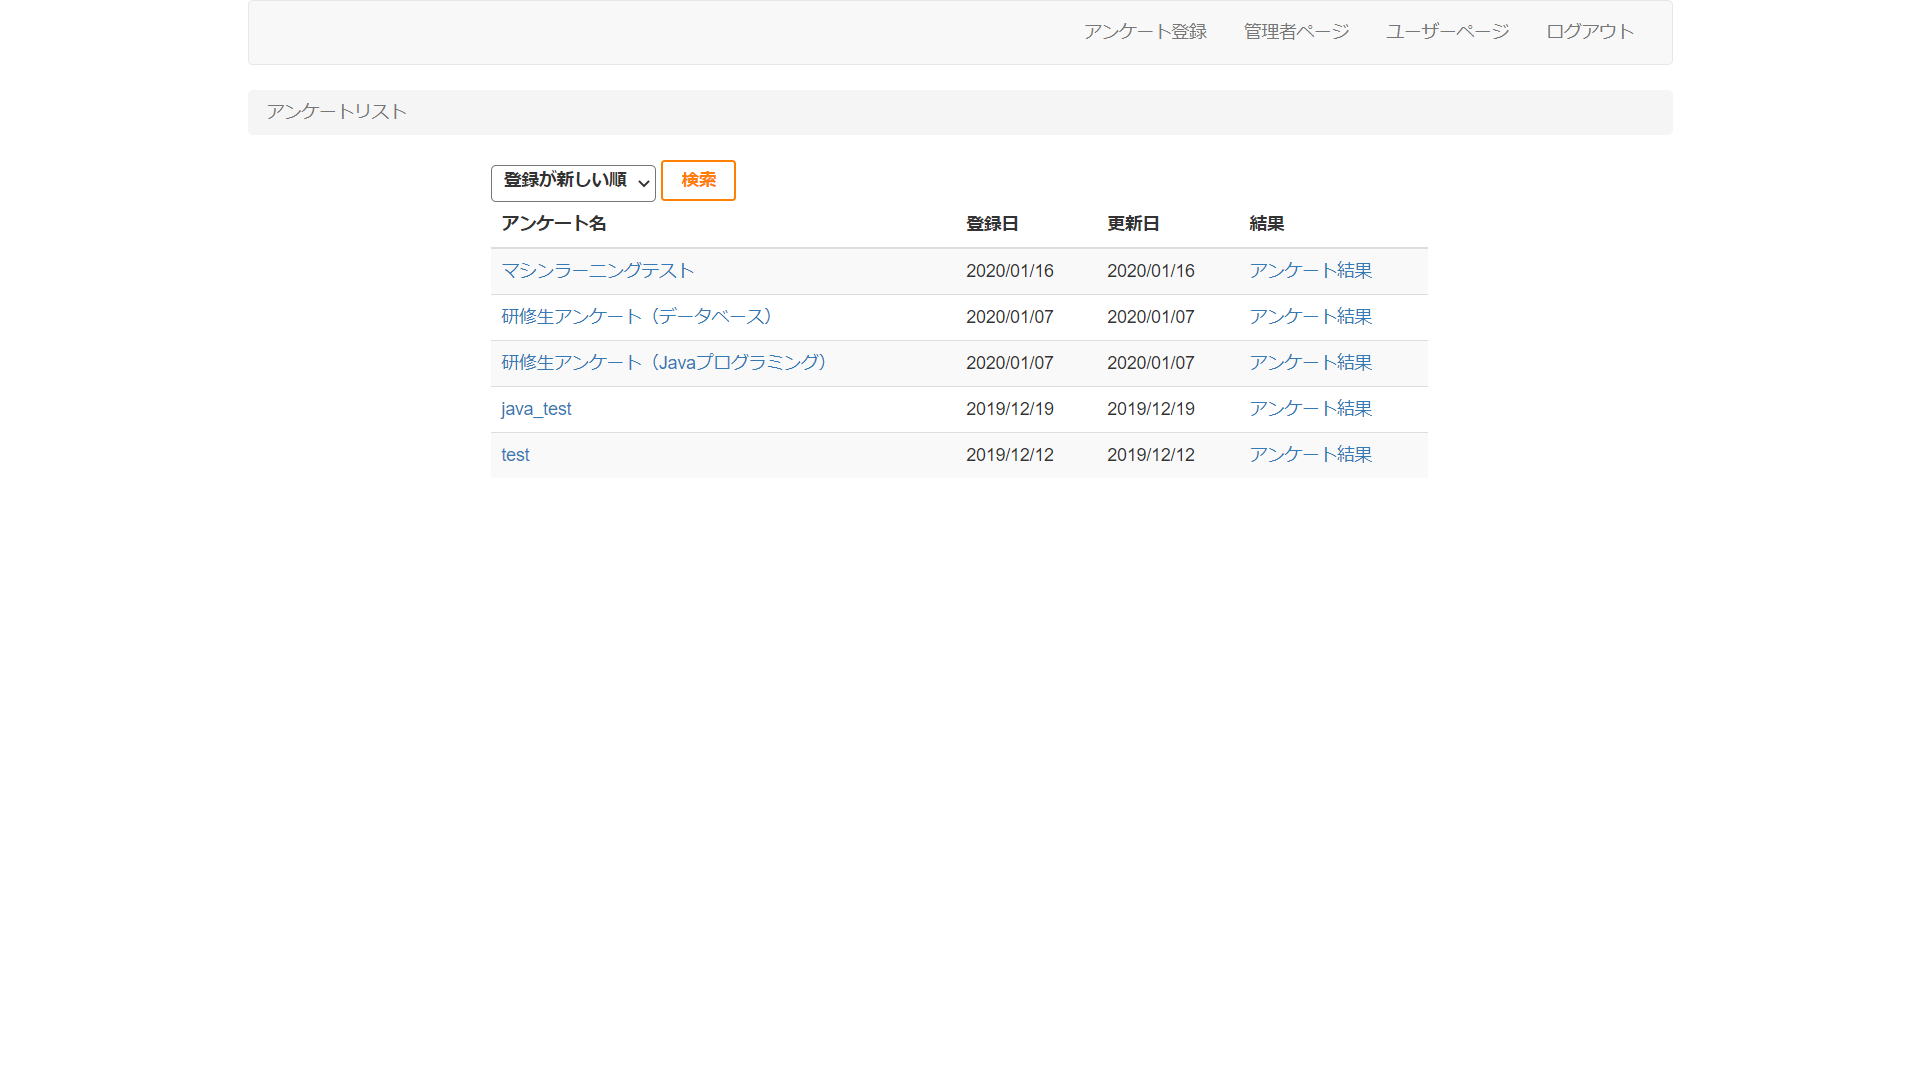 アンケート登録 管理者ページ ユーザーページ ログアウト
アンケートリスト
登録が新しい順 検索
アンケート名 登録日 更新日 結果
マシンラーニングテスト 2020/01/16 2020/01/16 アンケート結果
研修生アンケート（データベース） 2020/01/07 2020/01/07 アンケート結果
研修生アンケート（Javaプログラミング） 2020/01/07 2020/01/07 アンケート結果
java_test 2019/12/19 2019/12/19 アンケート結果
test 2019/12/12 2019/12/12 アンケート結果